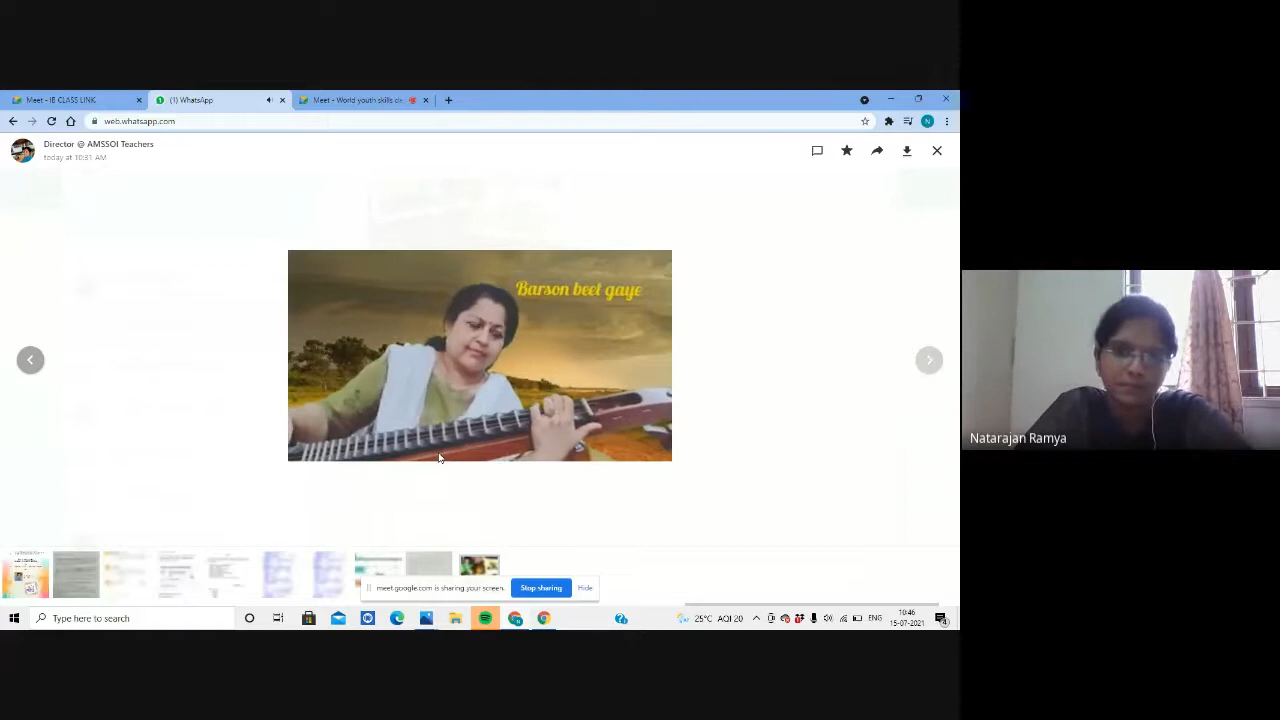 Meet - IB CLASS LINK
(1) WhatsApp
Meet - World youth skills cl
web.whatsapp.com
N
Director @ AMSSOI Teachers
today at 10:31 AM
Barson beet gaye
Natarajan Ramya
meet.google.com is sharing your screen.
Stop sharing
Hide
Type here to search
25°C AQI 20
ENG
10:46
15-07-2021
4